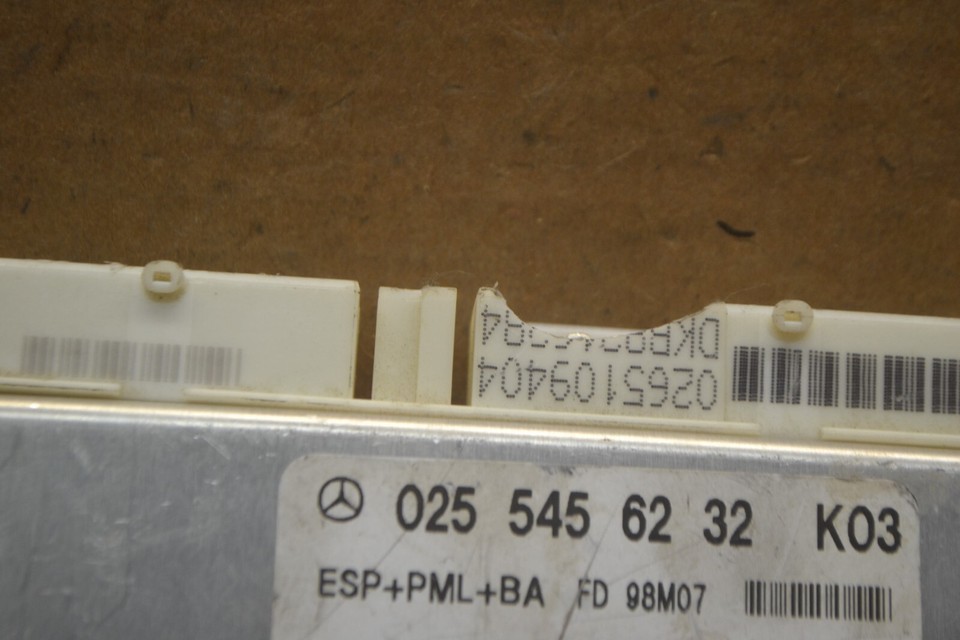 0265109404
025 545 62 32 K03
ESP+PML+BA FD 98M07